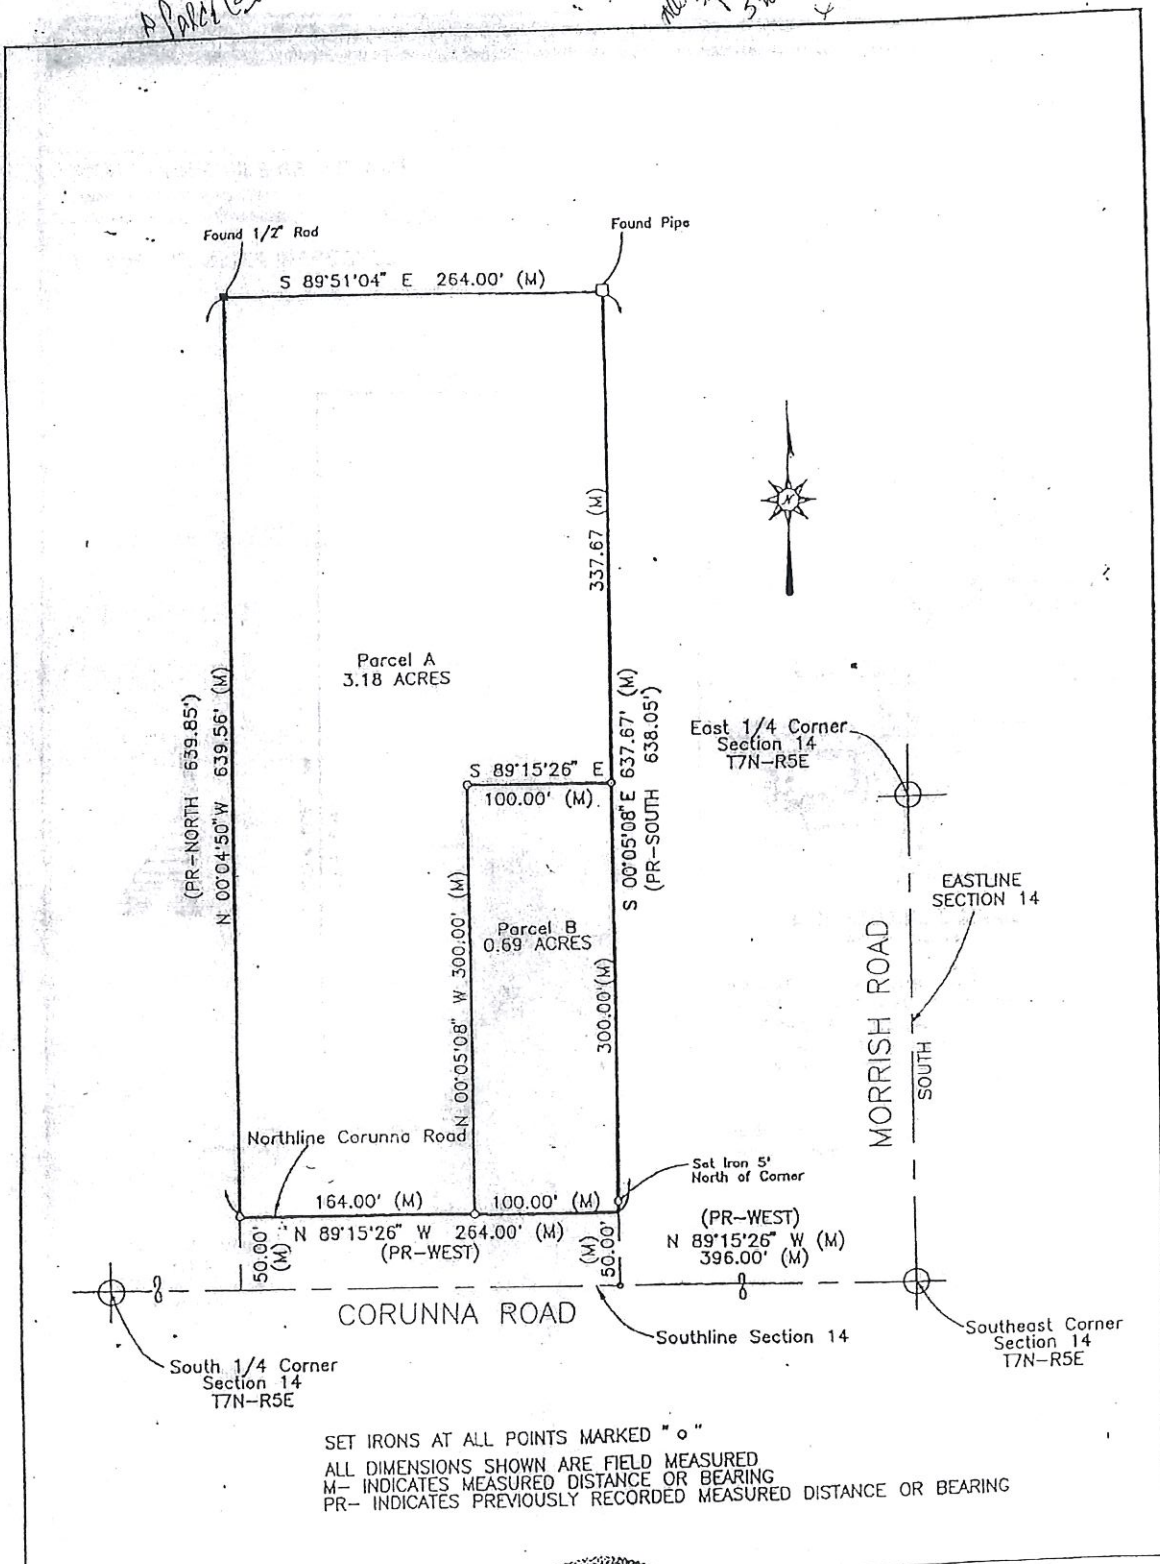 A PARCEL
Found 1/2" Rod
Found Pipe
S 89°51'04" E 264.00' (M)
337.67 (M)
Parcel A
3.18 ACRES
(PR-NORTH 639.85')
N 00°04'50"W 639.56' (M)
S 00°05'08"E 637.67' (M)
(PR-SOUTH 638.05')
East 1/4 Corner
Section 14
T7N-R5E
S 89°15'26" E
100.00' (M)
EASTLINE
SECTION 14
N 00°05'08" W 300.00' (M)
Parcel B
0.69 ACRES
300.00'(M)
MORRISH ROAD
SOUTH
Northline Corunna Road
Set Iron 5'
North of Corner
164.00' (M)
100.00' (M)
N 89°15'26" W 264.00' (M)
(PR-WEST)
50.00'
(M)
50.00'
(M)
(PR-WEST)
N 89°15'26" W (M)
396.00' (M)
CORUNNA ROAD
Southline Section 14
South 1/4 Corner
Section 14
T7N-R5E
Southeast Corner
Section 14
T7N-R5E
N
SET IRONS AT ALL POINTS MARKED " o "
ALL DIMENSIONS SHOWN ARE FIELD MEASURED
M- INDICATES MEASURED DISTANCE OR BEARING
PR- INDICATES PREVIOUSLY RECORDED MEASURED DISTANCE OR BEARING